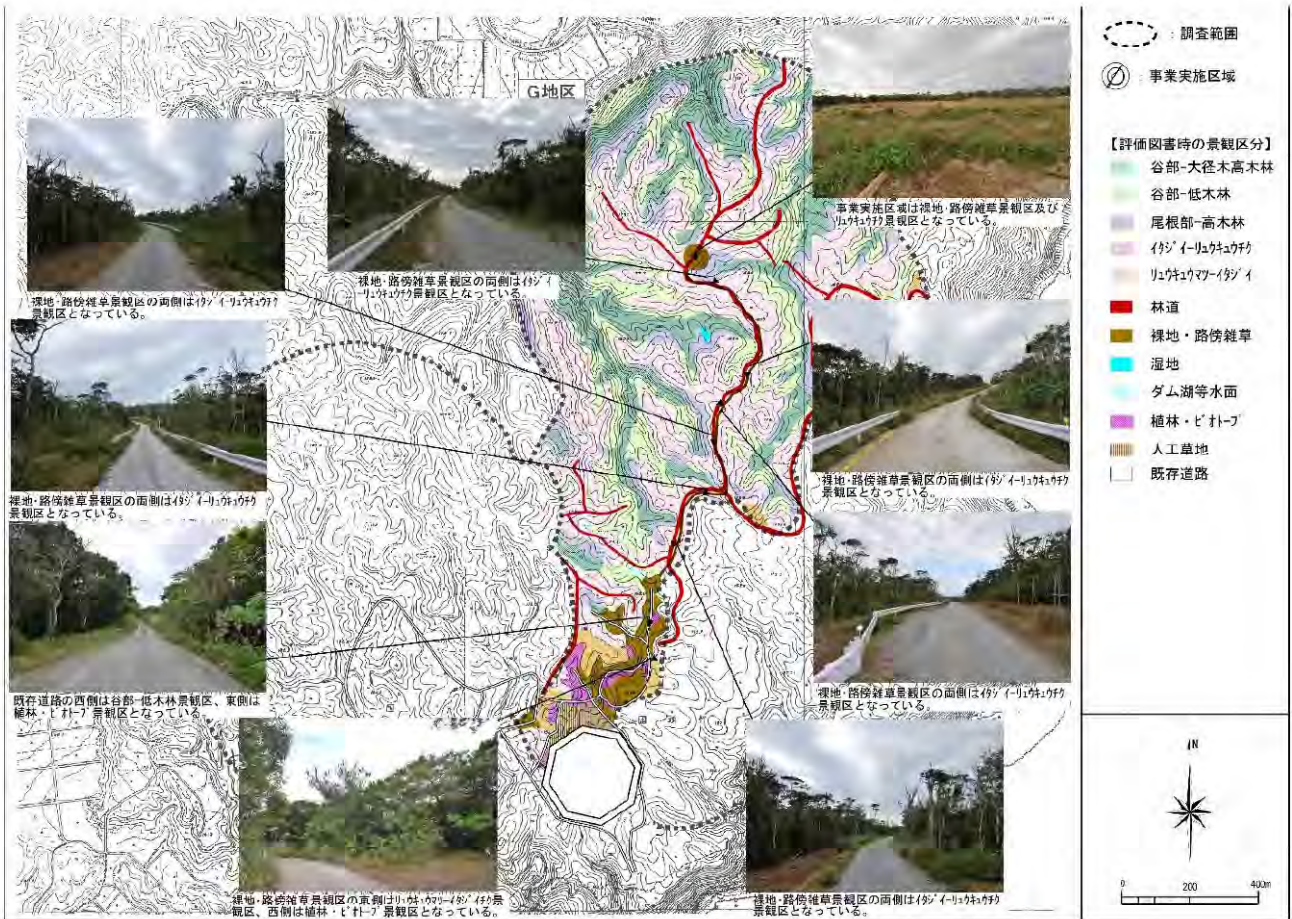 G地区
裸地・路傍雑草景観区の両側はイタジイーリュウキュウチク
景観区となっている。
裸地・路傍雑草景観区の両側はイタジイ
ーリュウキュウチク景観区となっている。
事業実施区域は裸地・路傍雑草景観区及び
リュウキュウチク景観区となっている。
裸地・路傍雑草景観区の両側はイタジイーリュウキュウチク
景観区となっている。
裸地・路傍雑草景観区の両側はイタジイーリュウキュウチク
景観区となっている。
既存道路の西側は谷部-低木林景観区、東側は
植林・ビオトープ景観区となっている。
裸地・路傍雑草景観区の両側はイタジイーリュウキュウチク
景観区となっている。
裸地・路傍雑草景観区の東側はリュウキュウマツーイタジイチク景
観区、西側は植林・ビオトープ景観区となっている。
裸地・路傍雑草景観区の両側はイタジイーリュウキュウチク
景観区となっている。
：調査範囲
：事業実施区域
【評価図書時の景観区分】
谷部-大径木高木林
谷部-低木林
尾根部-高木林
イタジイーリュウキュウチク
リュウキュウマツーイタジイ
林道
裸地・路傍雑草
湿地
ダム湖等水面
植林・ビオトープ
人工草地
既存道路
N
0 200 400m